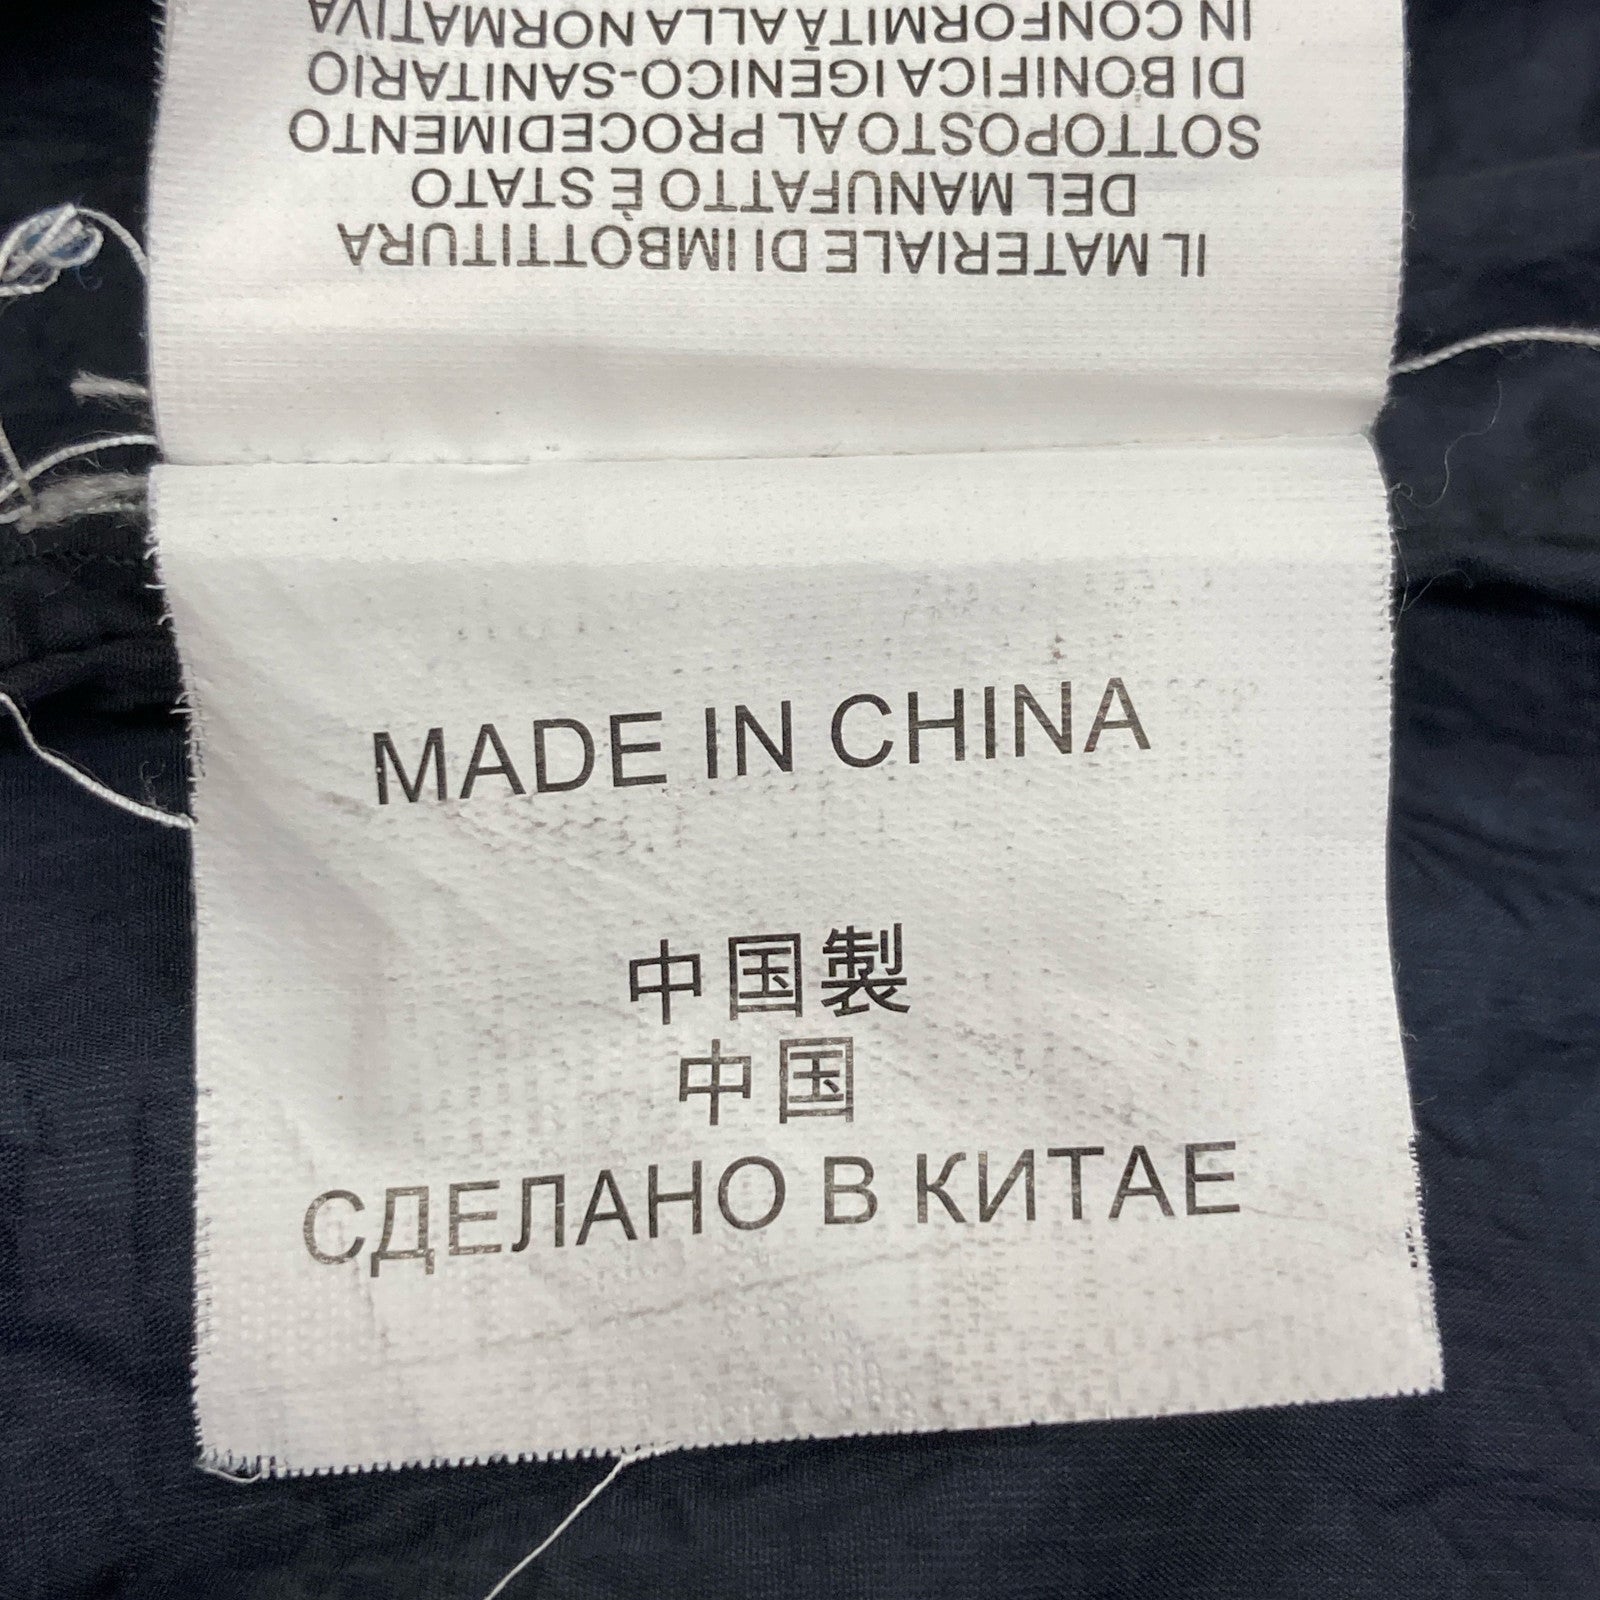 IL MATERIALE DI IMBOTTITURA
DEL MANUFATTO È STATO
SOTTOPOSTO AL PROCEDIMENTO
DI BONIFICA IGENICO-SANITARIO
IN CONFORMITÀ ALLA NORMATIVA
MADE IN CHINA
中国製
中国
СДЕЛАНО В КИТАЕ